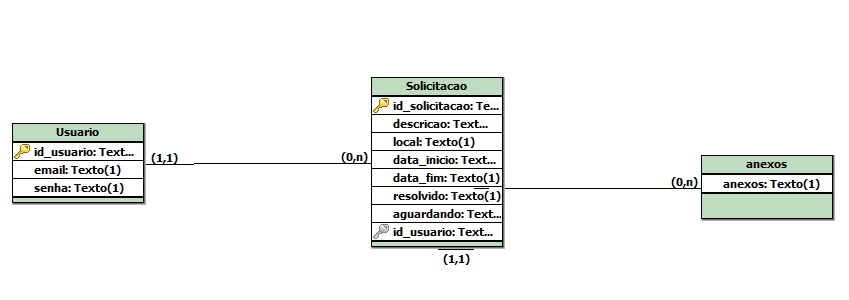 Usuario
id_usuario: Text...
email: Texto(1)
senha: Texto(1)
(1,1)
(0,n)
Solicitacao
id_solicitacao: Te...
descricao: Text...
local: Texto(1)
data_inicio: Text...
data_fim: Texto(1)
resolvido: Texto(1)
aguardando: Text...
id_usuario: Text...
(1,1)
(0,n)
anexos
anexos: Texto(1)